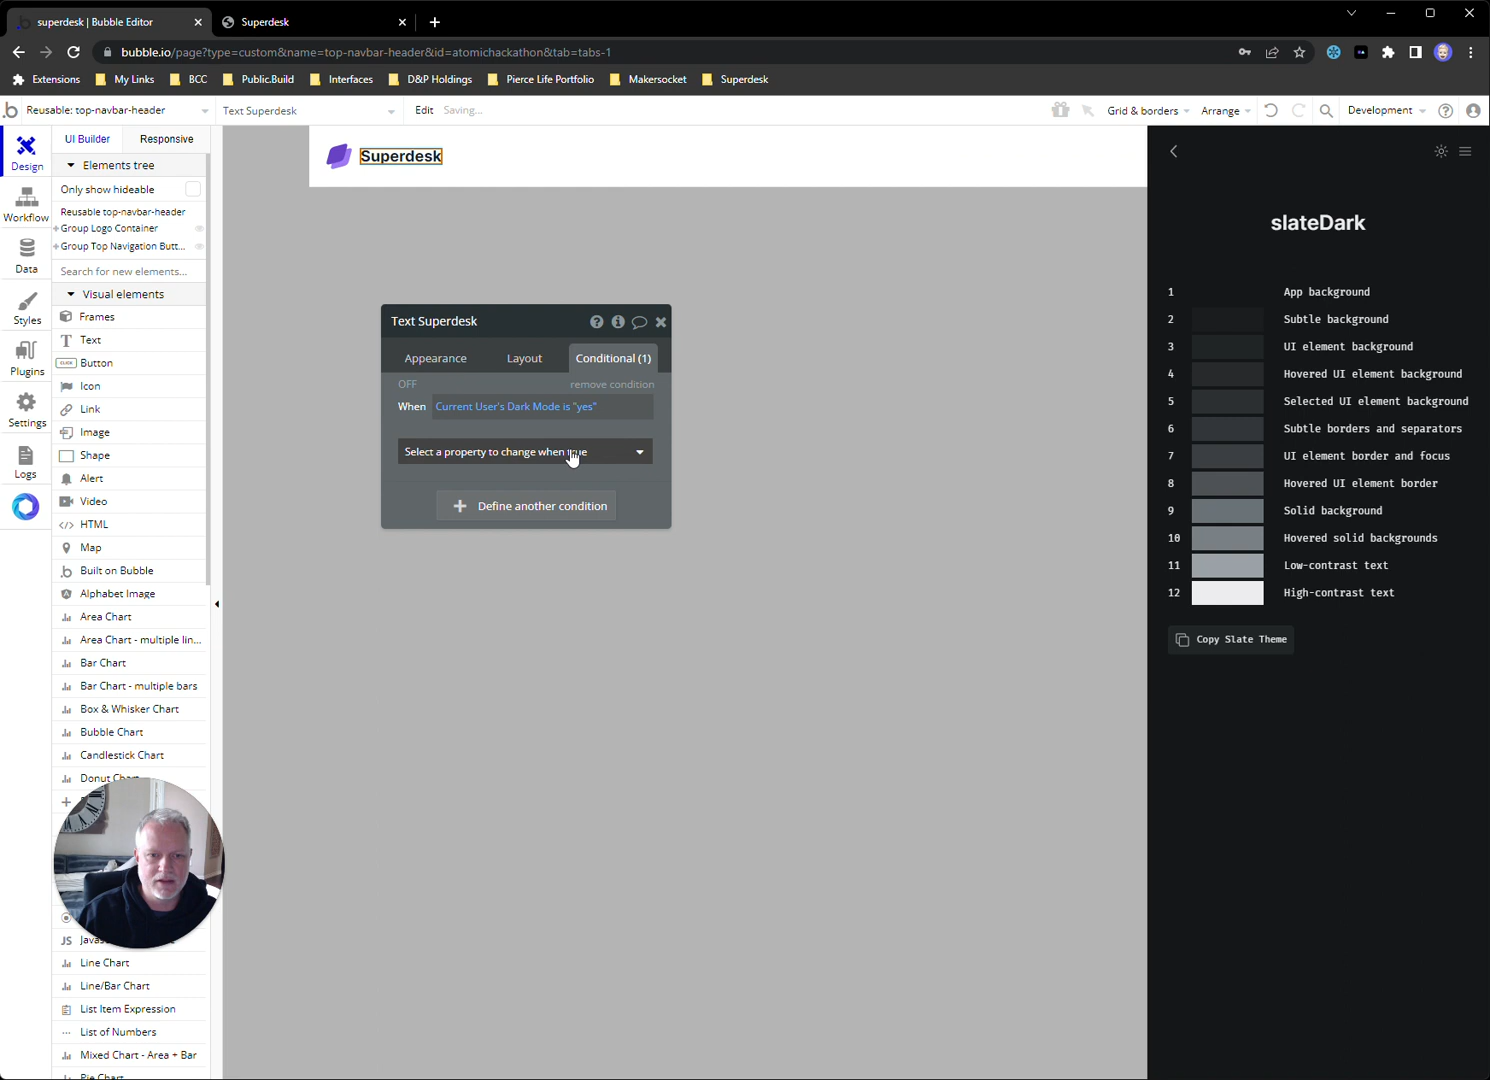 superdesk | Bubble Editor
Superdesk
bubble.io/page?type=custom&name=top-navbar-header&id=atomichackathon&tab=tabs-1
Extensions My Links BCC Public.Build Interfaces D&P Holdings Pierce Life Portfolio Makersocket Superdesk
Reusable: top-navbar-header Text Superdesk Edit Saving... Grid & borders Arrange Development
Design
Workflow
Data
Styles
Plugins
Settings
Logs
UI Builder Responsive
Elements tree
Only show hideable
Reusable top-navbar-header
Group Logo Container
Group Top Navigation Butt...
Search for new elements...
Visual elements
Frames
Text
CLICK Button
Icon
Link
Image
Shape
Alert
Video
HTML
Map
Built on Bubble
Alphabet Image
Area Chart
Area Chart - multiple lin...
Bar Chart
Bar Chart - multiple bars
Box & Whisker Chart
Bubble Chart
Candlestick Chart
Donut
JS
Line Chart
Line/Bar Chart
List Item Expression
List of Numbers
Mixed Chart - Area + Bar
Pie Chart
Superdesk
Text Superdesk
Appearance Layout Conditional (1)
OFF remove condition
When Current User's Dark Mode is "yes"
Select a property to change when true
Define another condition
slateDark
1 App background
2 Subtle background
3 UI element background
4 Hovered UI element background
5 Selected UI element background
6 Subtle borders and separators
7 UI element border and focus
8 Hovered UI element border
9 Solid background
10 Hovered solid backgrounds
11 Low-contrast text
12 High-contrast text
Copy Slate Theme